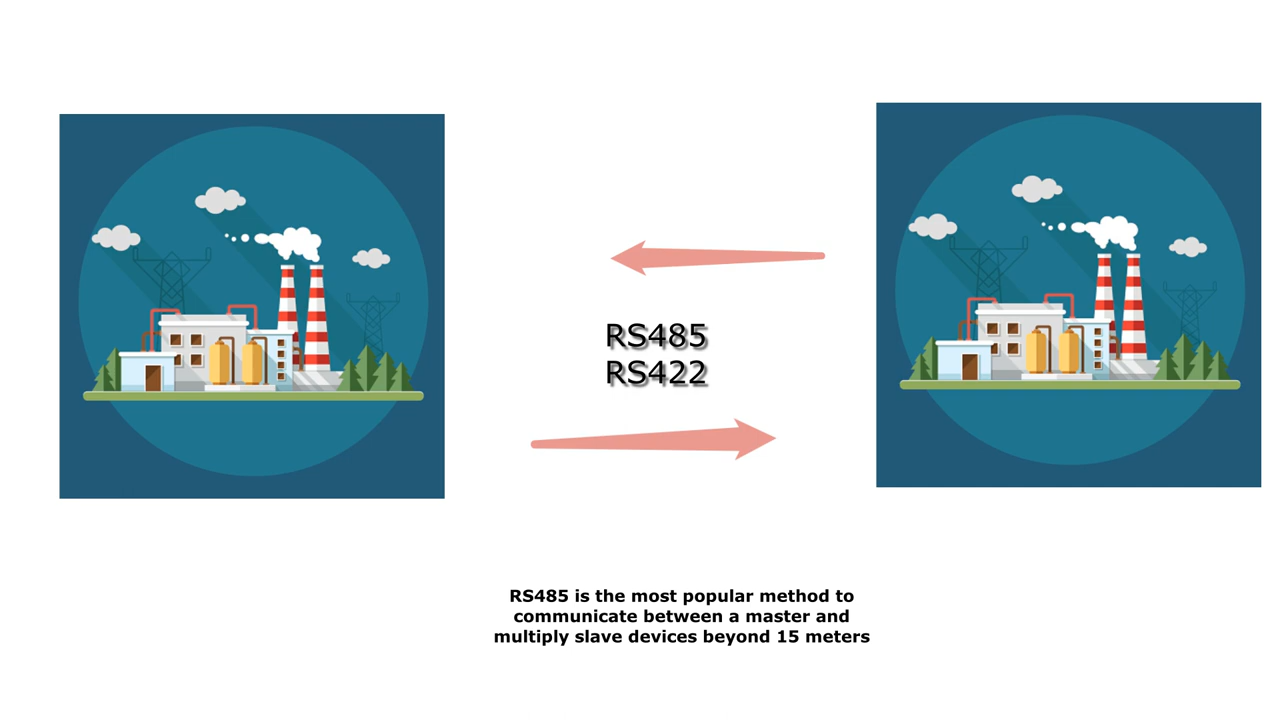 RS485
RS422
RS485 is the most popular method to
communicate between a master and
multiply slave devices beyond 15 meters